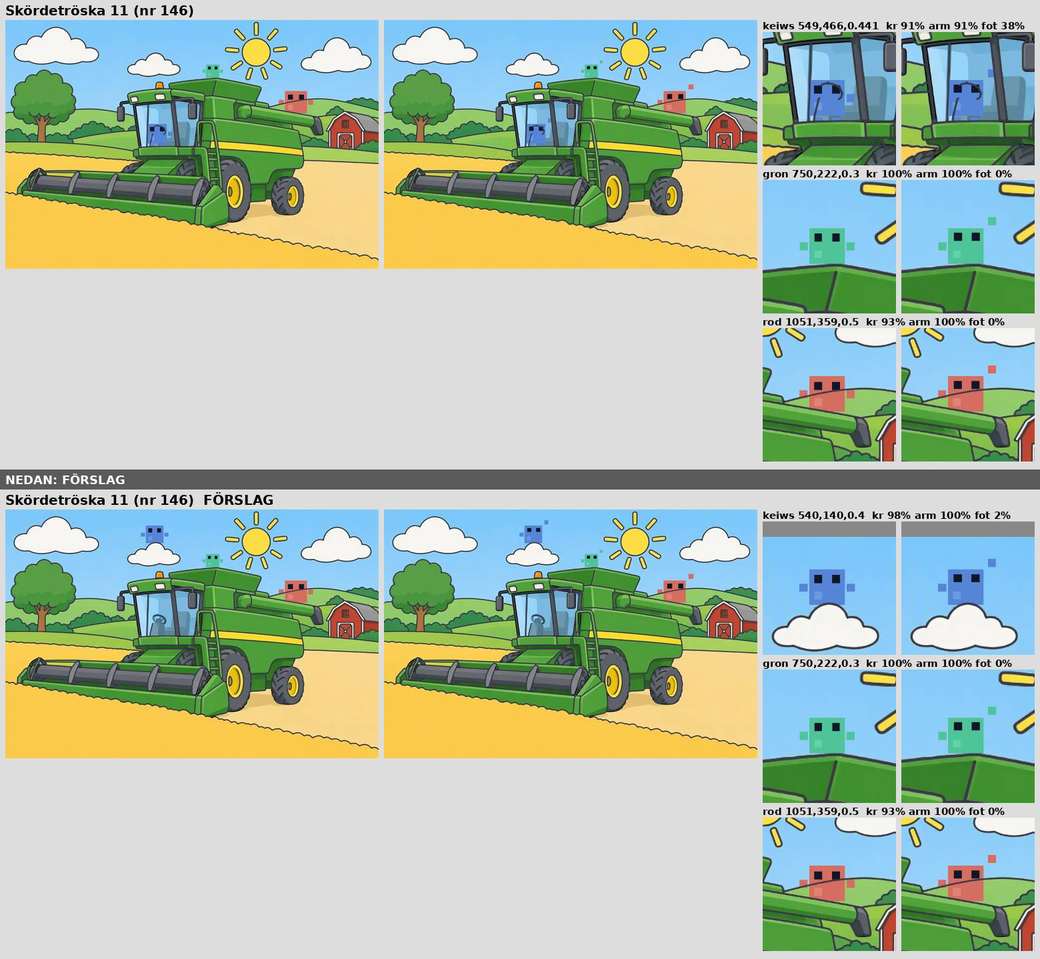 Skördetröska 11 (nr 146)
keiws 549,466,0.441 kr 91% arm 91% fot 38%
gron 750,222,0.3 kr 100% arm 100% fot 0%
rod 1051,359,0.5 kr 93% arm 100% fot 0%
NEDAN: FÖRSLAG
Skördetröska 11 (nr 146) FÖRSLAG
keiws 540,140,0.4 kr 98% arm 100% fot 2%
gron 750,222,0.3 kr 100% arm 100% fot 0%
rod 1051,359,0.5 kr 93% arm 100% fot 0%